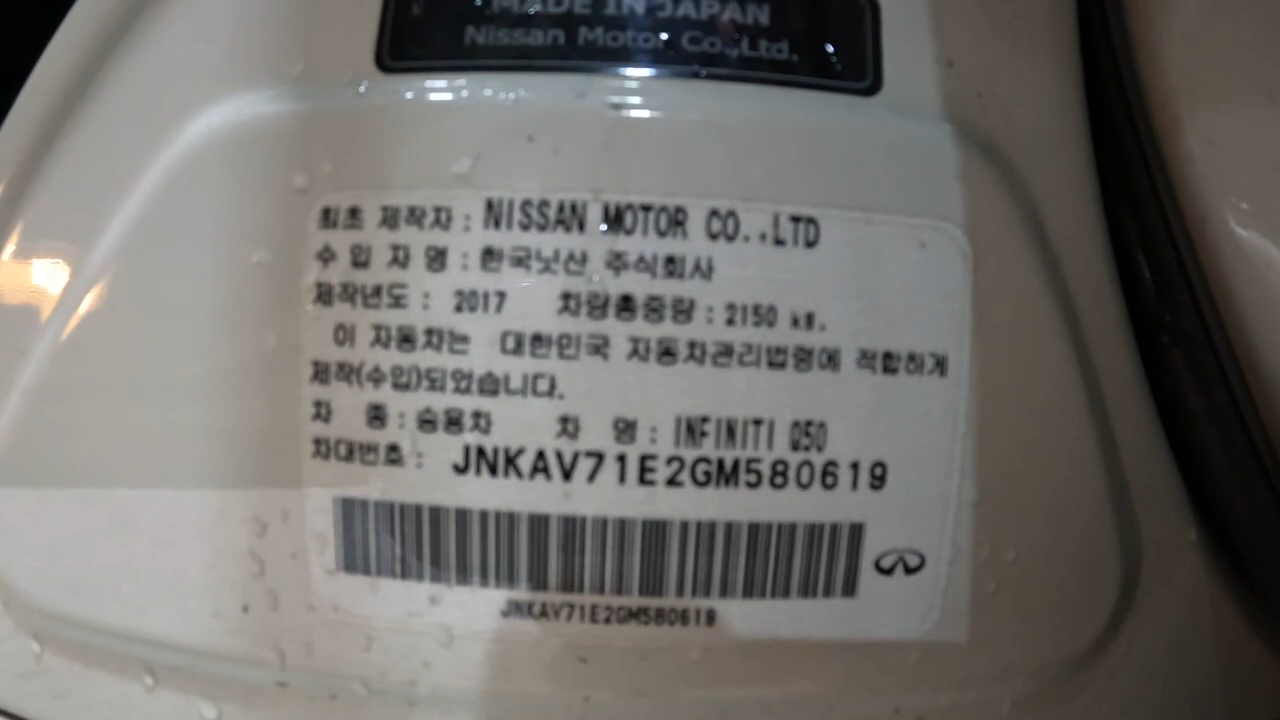 MADE IN JAPAN
Nissan Motor Co.,Ltd.
최초 제작자 : NISSAN MOTOR CO.,LTD
수 입 자 명 : 한국닛산 주식회사
제작년도 : 2017 차량총중량 : 2150 kg.
이 자동차는 대한민국 자동차관리법령에 적합하게
제작(수입)되었습니다.
차 종 : 승용차 차 명 : INFINITI Q50
차대번호 : JNKAV71E2GM580619
JNKAV71E2GM580619